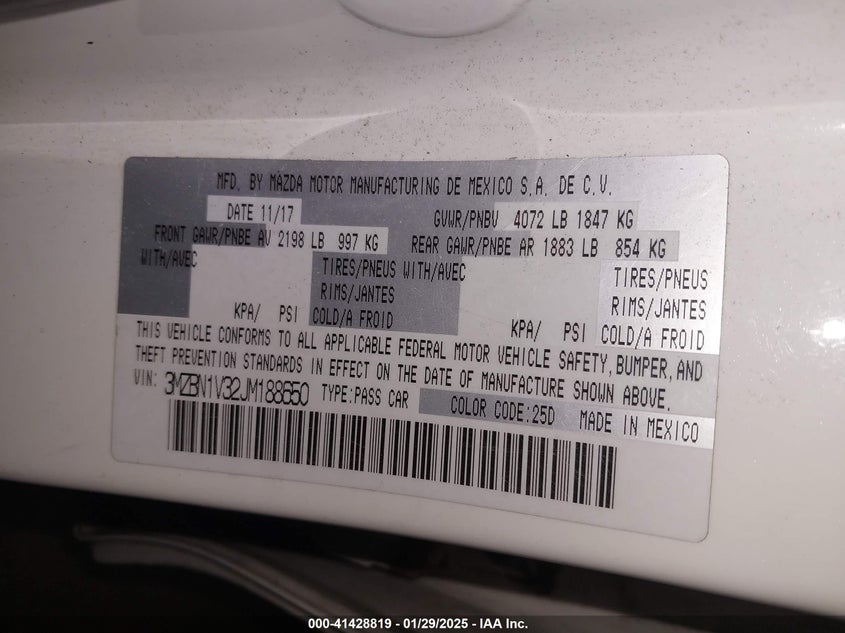 MFD. BY MAZDA MOTOR MANUFACTURING DE MEXICO S.A. DE C.V.
DATE 11/17 GVWR/PNBV 4072 LB 1847 KG
FRONT GAWR/PNBE AV 2198 LB 997 KG REAR GAWR/PNBE AR 1883 LB 854 KG
WITH/AVEC TIRES/PNEUS WITH/AVEC TIRES/PNEUS
RIMS/JANTES RIMS/JANTES
KPA/ PSI COLD/A FROID KPA/ PSI COLD/A FROID
THIS VEHICLE CONFORMS TO ALL APPLICABLE FEDERAL MOTOR VEHICLE SAFETY, BUMPER, AND
THEFT PREVENTION STANDARDS IN EFFECT ON THE DATE OF MANUFACTURE SHOWN ABOVE.
VIN: 3MZBN1V32JM188650 TYPE:PASS CAR COLOR CODE:25D MADE IN MEXICO
000-41428819 - 01/29/2025 - IAA Inc.